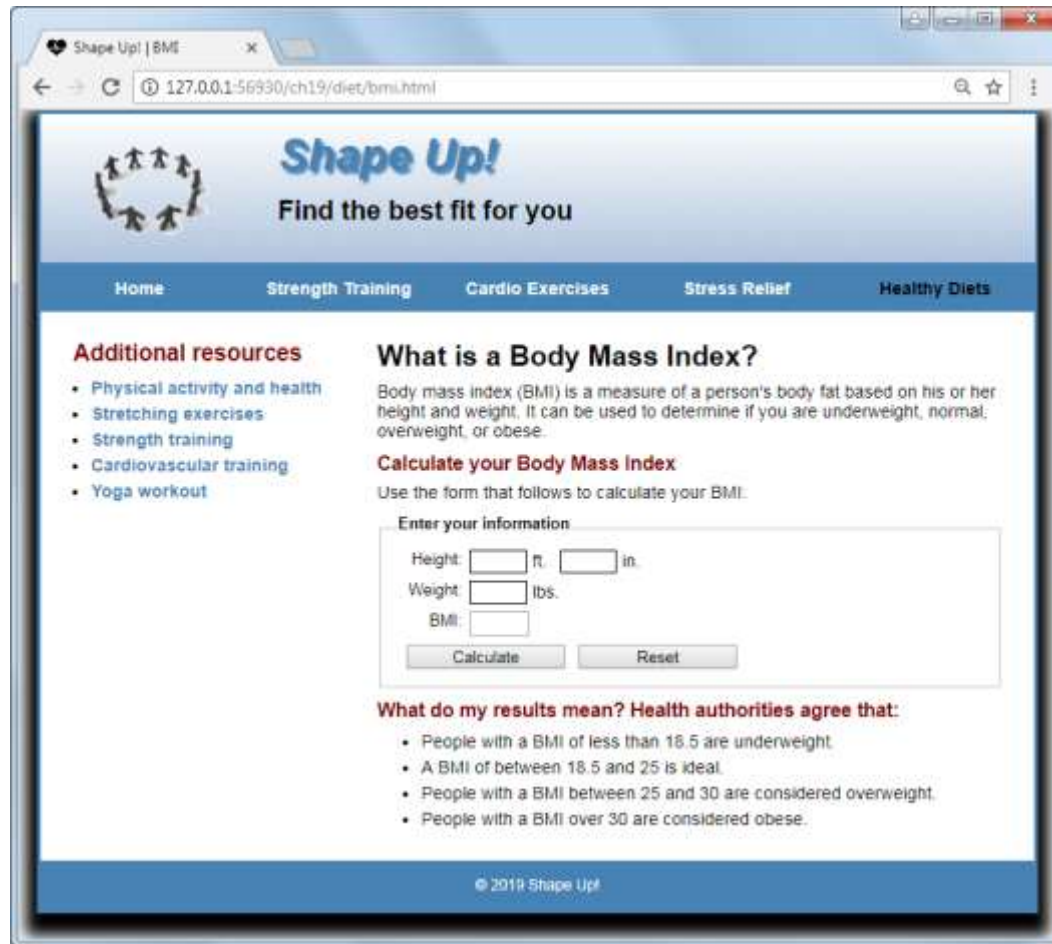 Shape Up! | BMI
127.0.0.1:56930/ch19/diet/bmi.html
Shape Up!
Find the best fit for you
Home Strength Training Cardio Exercises Stress Relief Healthy Diets
Additional resources
• Physical activity and health
• Stretching exercises
• Strength training
• Cardiovascular training
• Yoga workout
What is a Body Mass Index?
Body mass index (BMI) is a measure of a person's body fat based on his or her
height and weight. It can be used to determine if you are underweight, normal,
overweight, or obese.
Calculate your Body Mass Index
Use the form that follows to calculate your BMI:
Enter your information
Height: ft. in.
Weight: lbs.
BMI:
Calculate Reset
What do my results mean? Health authorities agree that:
• People with a BMI of less than 18.5 are underweight.
• A BMI of between 18.5 and 25 is ideal.
• People with a BMI between 25 and 30 are considered overweight.
• People with a BMI over 30 are considered obese.
© 2019 Shape Up!